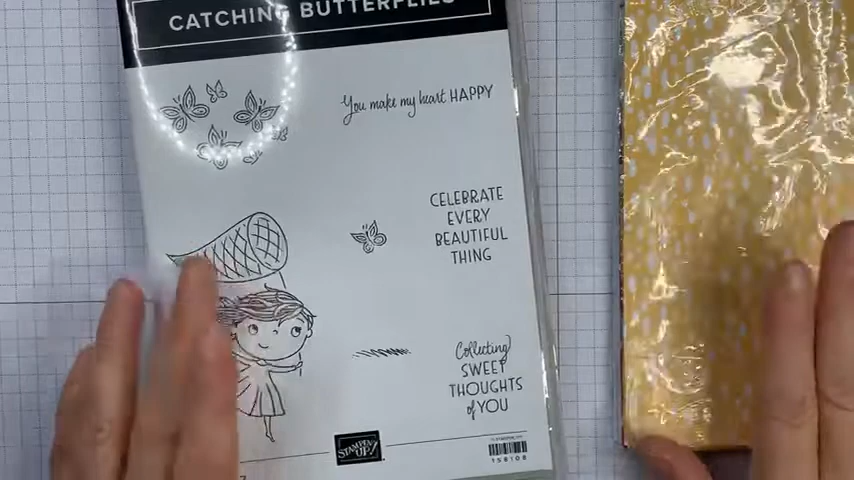 CATCHING BUTTERFLIES
You make my heart HAPPY
CELEBRATE
EVERY
BEAUTIFUL
THING
Collecting
SWEET
THOUGHTS
of YOU
STAMPIN' UP!
158108